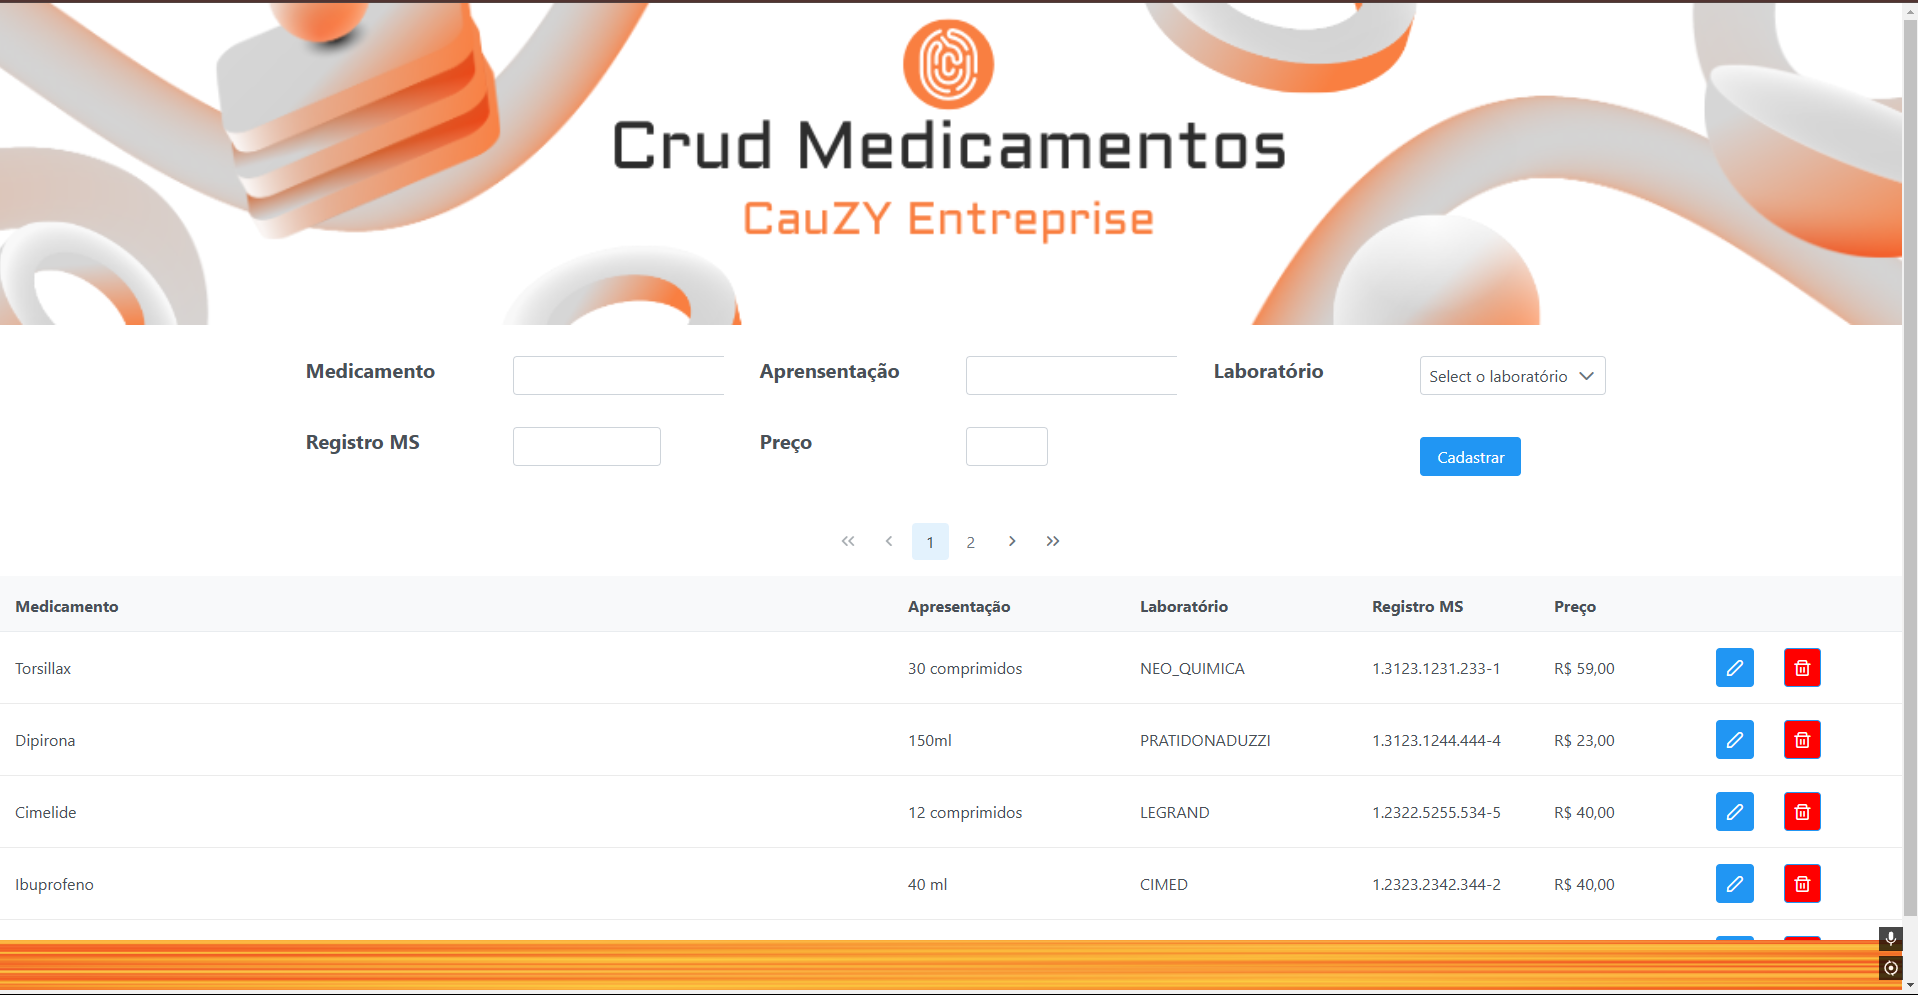 Crud Medicamentos
CauZY Entreprise
Medicamento
Aprensentação
Laboratório
Select o laboratório
Registro MS
Preço
Cadastrar
1 2
Medicamento Apresentação Laboratório Registro MS Preço
Torsillax 30 comprimidos NEO_QUIMICA 1.3123.1231.233-1 R$ 59,00
Dipirona 150ml PRATIDONADUZZI 1.3123.1244.444-4 R$ 23,00
Cimelide 12 comprimidos LEGRAND 1.2322.5255.534-5 R$ 40,00
Ibuprofeno 40 ml CIMED 1.2323.2342.344-2 R$ 40,00